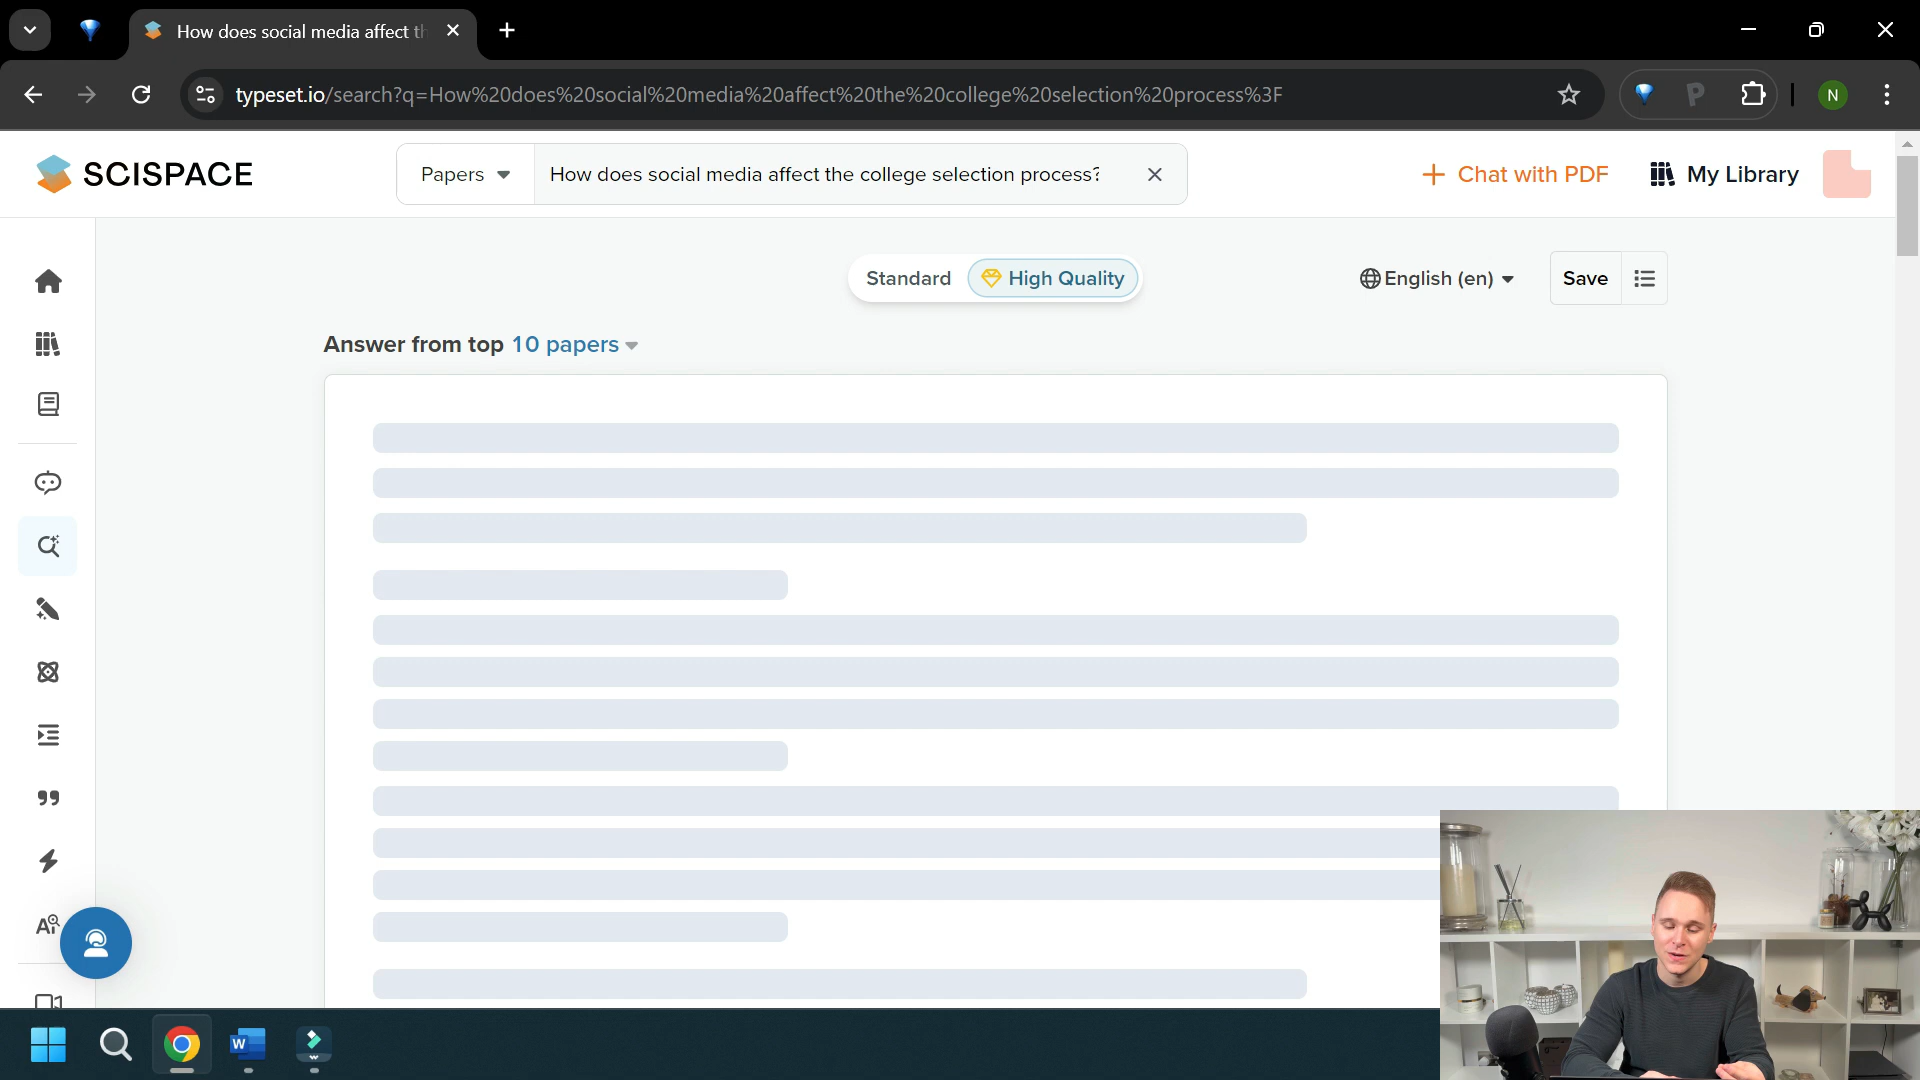 How does social media affect th
typeset.io/search?q=How%20does%20social%20media%20affect%20the%20college%20selection%20process%3F
N
SCISPACE
Papers
How does social media affect the college selection process?
Chat with PDF
My Library
Standard
High Quality
English (en)
Save
Answer from top 10 papers